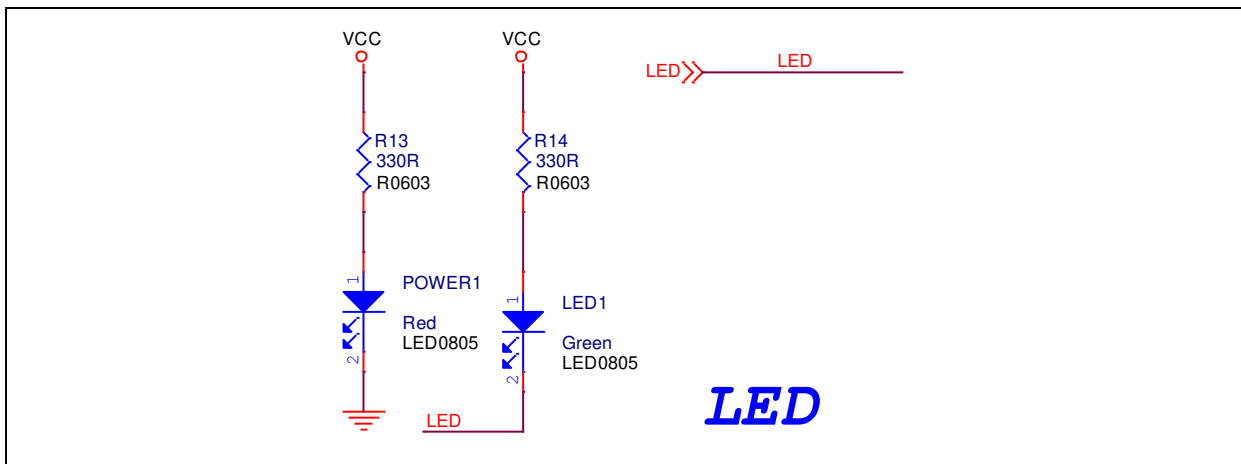 VCC
VCC
LED
LED
R13
330R
R0603
R14
330R
R0603
1
POWER1
Red
LED0805
2
1
LED1
Green
LED0805
2
LED
LED